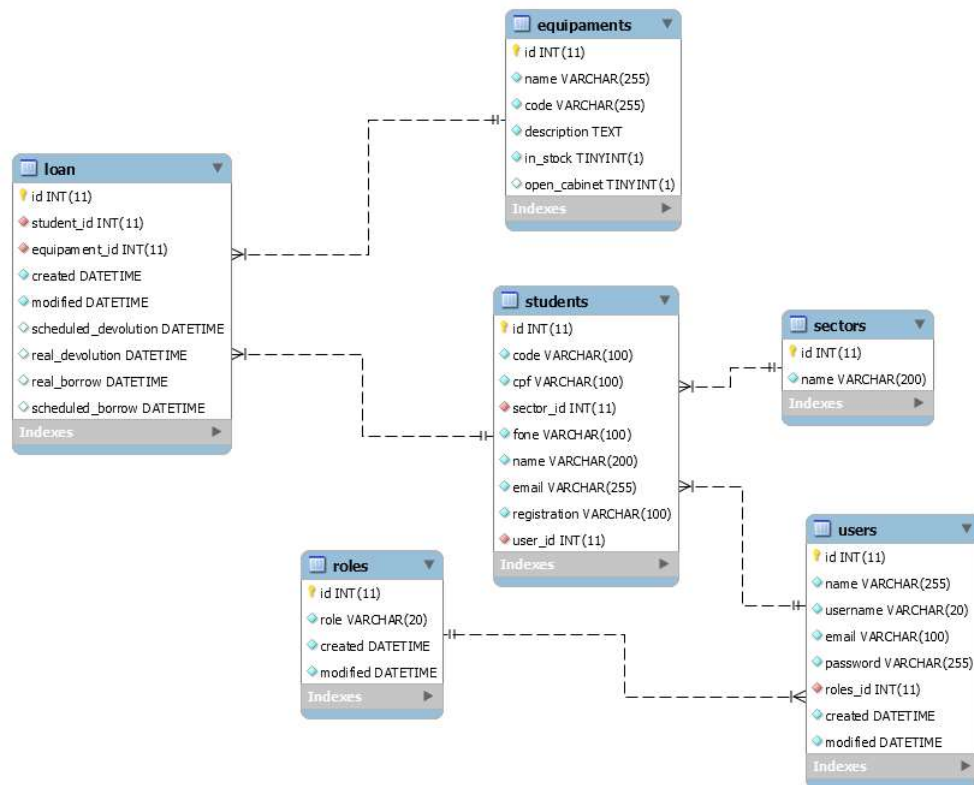 equipaments
id INT(11)
name VARCHAR(255)
code VARCHAR(255)
description TEXT
in_stock TINYINT(1)
open_cabinet TINYINT(1)
Indexes
loan
id INT(11)
student_id INT(11)
equipament_id INT(11)
created DATETIME
modified DATETIME
scheduled_devolution DATETIME
real_devolution DATETIME
real_borrow DATETIME
scheduled_borrow DATETIME
Indexes
students
id INT(11)
code VARCHAR(100)
cpf VARCHAR(100)
sector_id INT(11)
fone VARCHAR(100)
name VARCHAR(200)
email VARCHAR(255)
registration VARCHAR(100)
user_id INT(11)
Indexes
sectors
id INT(11)
name VARCHAR(200)
Indexes
roles
id INT(11)
role VARCHAR(20)
created DATETIME
modified DATETIME
Indexes
users
id INT(11)
name VARCHAR(255)
username VARCHAR(20)
email VARCHAR(100)
password VARCHAR(255)
roles_id INT(11)
created DATETIME
modified DATETIME
Indexes